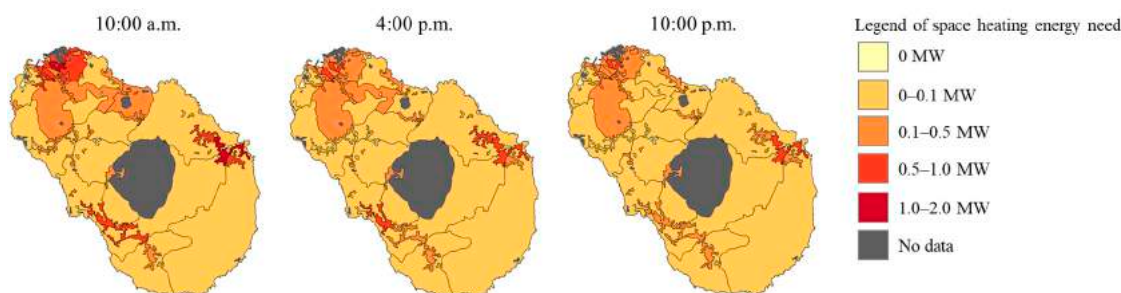 10:00 a.m.
4:00 p.m.
10:00 p.m.
Legend of space heating energy need
0 MW
0–0.1 MW
0.1–0.5 MW
0.5–1.0 MW
1.0–2.0 MW
No data